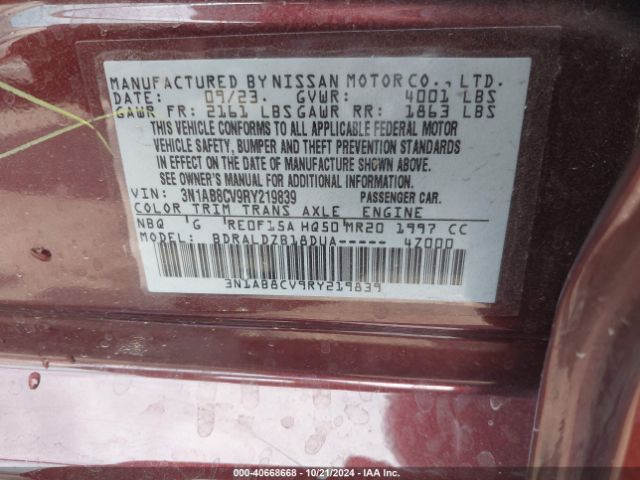 MANUFACTURED BY NISSAN MOTOR CO., LTD.
DATE: 09/23. GVWR: 4001 LBS
GAWR FR: 2161 LBS GAWR RR: 1863 LBS
THIS VEHICLE CONFORMS TO ALL APPLICABLE FEDERAL MOTOR
VEHICLE SAFETY, BUMPER AND THEFT PREVENTION STANDARDS
IN EFFECT ON THE DATE OF MANUFACTURE SHOWN ABOVE.
SEE OWNER'S MANUAL FOR ADDITIONAL INFORMATION.
VIN: 3N1AB8CV9RY219839 PASSENGER CAR.
COLOR TRIM TRANS AXLE ENGINE
NBQ 'G 'RE0F15A HQ50'MR20 1997 CC
MODEL: BDRALDZB18DUA----- 4Z000
3N1AB8CV9RY219839
000-40668668 - 10/21/2024 - IAA Inc.